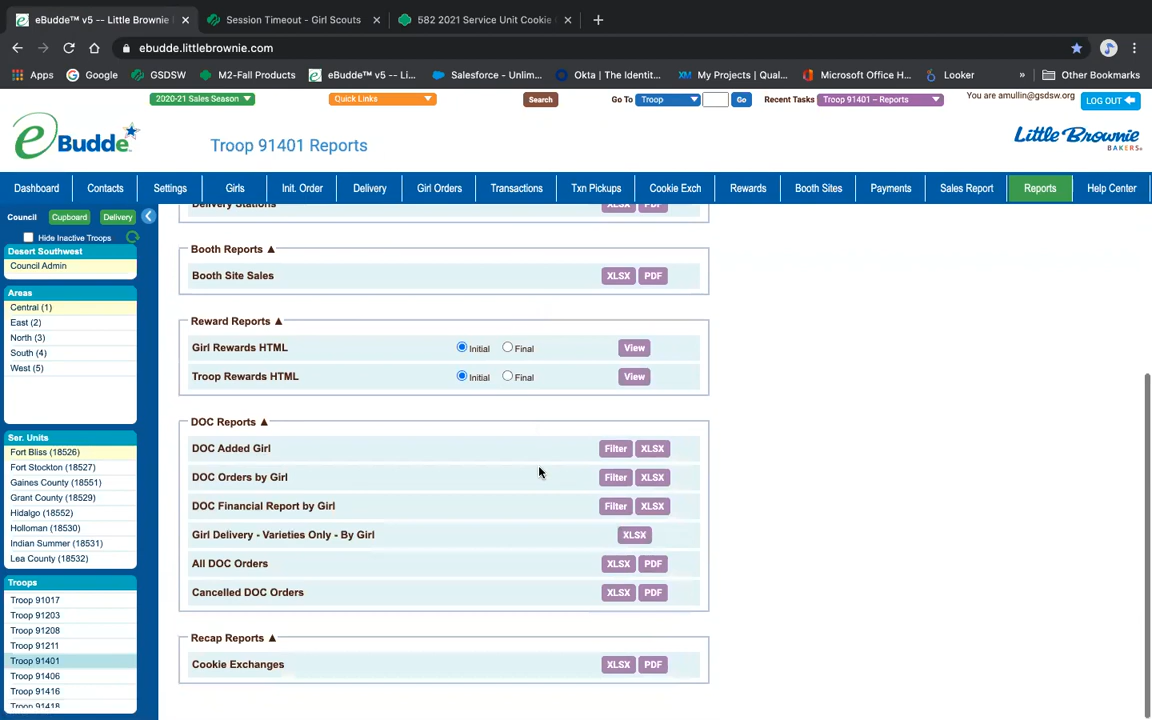 eBudde™ v5 -- Little Brownie
Session Timeout - Girl Scouts
582 2021 Service Unit Cookie
ebudde.littlebrownie.com
Apps
Google
GSDSW
M2-Fall Products
eBudde™ v5 -- Li...
Salesforce - Unlim...
Okta | The Identit...
My Projects | Qual...
Microsoft Office H...
Looker
»
Other Bookmarks
2020-21 Sales Season
Quick Links
Search
Go To
Troop
Go
Recent Tasks
Troop 91401 – Reports
You are amullin@gsdsw.org
LOG OUT
eBudde
Troop 91401 Reports
Little Brownie
BAKERS
Dashboard
Contacts
Settings
Girls
Init. Order
Delivery
Girl Orders
Transactions
Txn Pickups
Cookie Exch
Rewards
Booth Sites
Payments
Sales Report
Reports
Help Center
Council
Cupboard
Delivery
Hide Inactive Troops
Desert Southwest
Council Admin
Areas
Central (1)
East (2)
North (3)
South (4)
West (5)
Ser. Units
Fort Bliss (18526)
Fort Stockton (18527)
Gaines County (18551)
Grant County (18529)
Hidalgo (18552)
Holloman (18530)
Indian Summer (18531)
Lea County (18532)
Troops
Troop 91017
Troop 91203
Troop 91208
Troop 91211
Troop 91401
Troop 91406
Troop 91416
Troop 91418
Delivery Stations XLSX PDF
Booth Reports ▲
Booth Site Sales XLSX PDF
Reward Reports ▲
Girl Rewards HTML Initial Final View
Troop Rewards HTML Initial Final View
DOC Reports ▲
DOC Added Girl Filter XLSX
DOC Orders by Girl Filter XLSX
DOC Financial Report by Girl Filter XLSX
Girl Delivery - Varieties Only - By Girl XLSX
All DOC Orders XLSX PDF
Cancelled DOC Orders XLSX PDF
Recap Reports ▲
Cookie Exchanges XLSX PDF